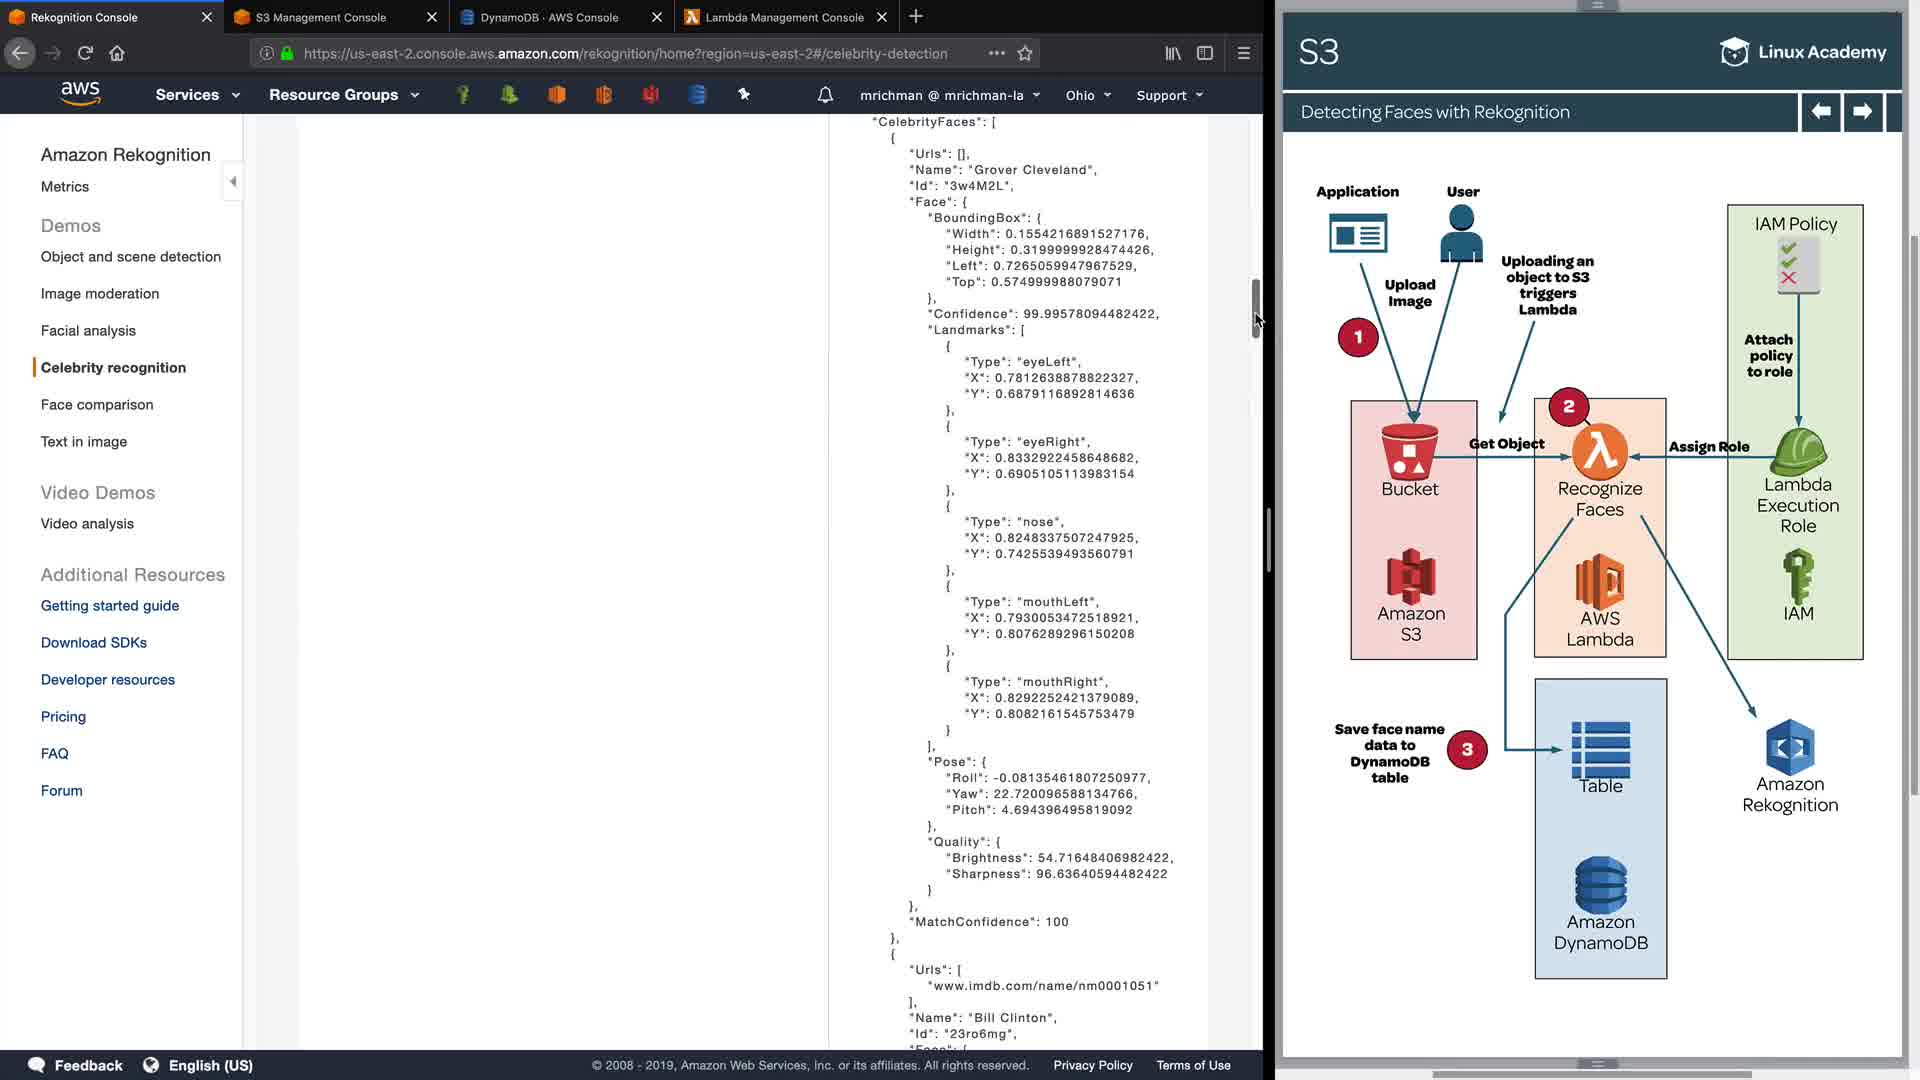 Rekognition Console
S3 Management Console
DynamoDB · AWS Console
Lambda Management Console
https://us-east-2.console.aws.amazon.com/rekognition/home?region=us-east-2#/celebrity-detection
aws
Services
Resource Groups
mrichman @ mrichman-la
Ohio
Support
Amazon Rekognition
Metrics
Demos
Object and scene detection
Image moderation
Facial analysis
Celebrity recognition
Face comparison
Text in image
Video Demos
Video analysis
Additional Resources
Getting started guide
Download SDKs
Developer resources
Pricing
FAQ
Forum
"CelebrityFaces": [
{
"Urls": [],
"Name": "Grover Cleveland",
"Id": "3w4M2L",
"Face": {
"BoundingBox": {
"Width": 0.1554216891527176,
"Height": 0.3199999928474426,
"Left": 0.7265059947967529,
"Top": 0.574999988079071
},
"Confidence": 99.99578094482422,
"Landmarks": [
{
"Type": "eyeLeft",
"X": 0.7812638878822327,
"Y": 0.6879116892814636
},
{
"Type": "eyeRight",
"X": 0.8332922458648682,
"Y": 0.6905105113983154
},
{
"Type": "nose",
"X": 0.8248337507247925,
"Y": 0.7425539493560791
},
{
"Type": "mouthLeft",
"X": 0.7930053472518921,
"Y": 0.8076289296150208
},
{
"Type": "mouthRight",
"X": 0.8292252421379089,
"Y": 0.8082161545753479
}
],
"Pose": {
"Roll": -0.08135461807250977,
"Yaw": 22.720096588134766,
"Pitch": 4.694396495819092
},
"Quality": {
"Brightness": 54.71648406982422,
"Sharpness": 96.63640594482422
}
},
"MatchConfidence": 100
},
{
"Urls": [
"www.imdb.com/name/nm0001051"
],
"Name": "Bill Clinton",
"Id": "23ro6mg",
"Face": {
Feedback
English (US)
© 2008 - 2019, Amazon Web Services, Inc. or its affiliates. All rights reserved.
Privacy Policy
Terms of Use
S3
Linux Academy
Detecting Faces with Rekognition
Application
User
Upload
Image
Uploading an
object to S3
triggers
Lambda
IAM Policy
Attach
policy
to role
1
2
Get Object
Assign Role
λ
Bucket
Recognize
Faces
Lambda
Execution
Role
Amazon
S3
AWS
Lambda
IAM
Save face name
data to
DynamoDB
table
3
Table
Amazon
Rekognition
Amazon
DynamoDB